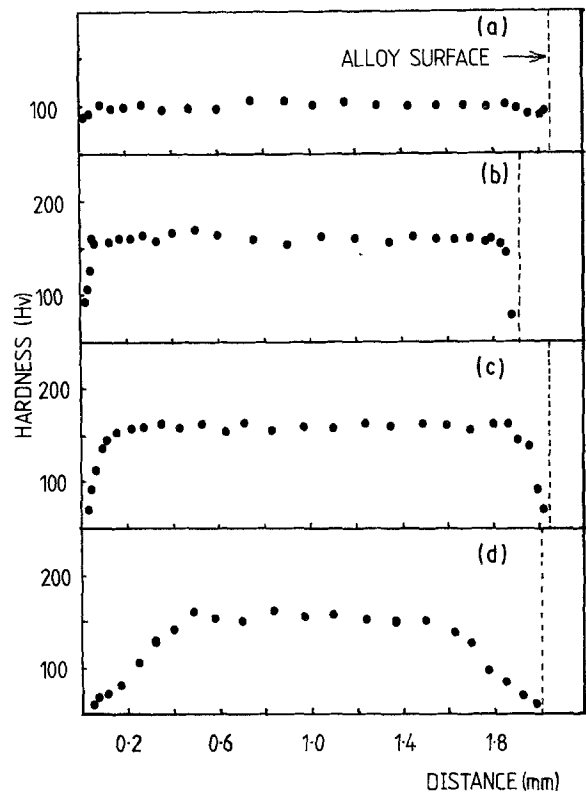 (a)
ALLOY SURFACE
100
(b)
200
100
(c)
200
100
(d)
200
100
HARDNESS (Hv)
0·2 0·6 1·0 1·4 1·8
DISTANCE (mm)